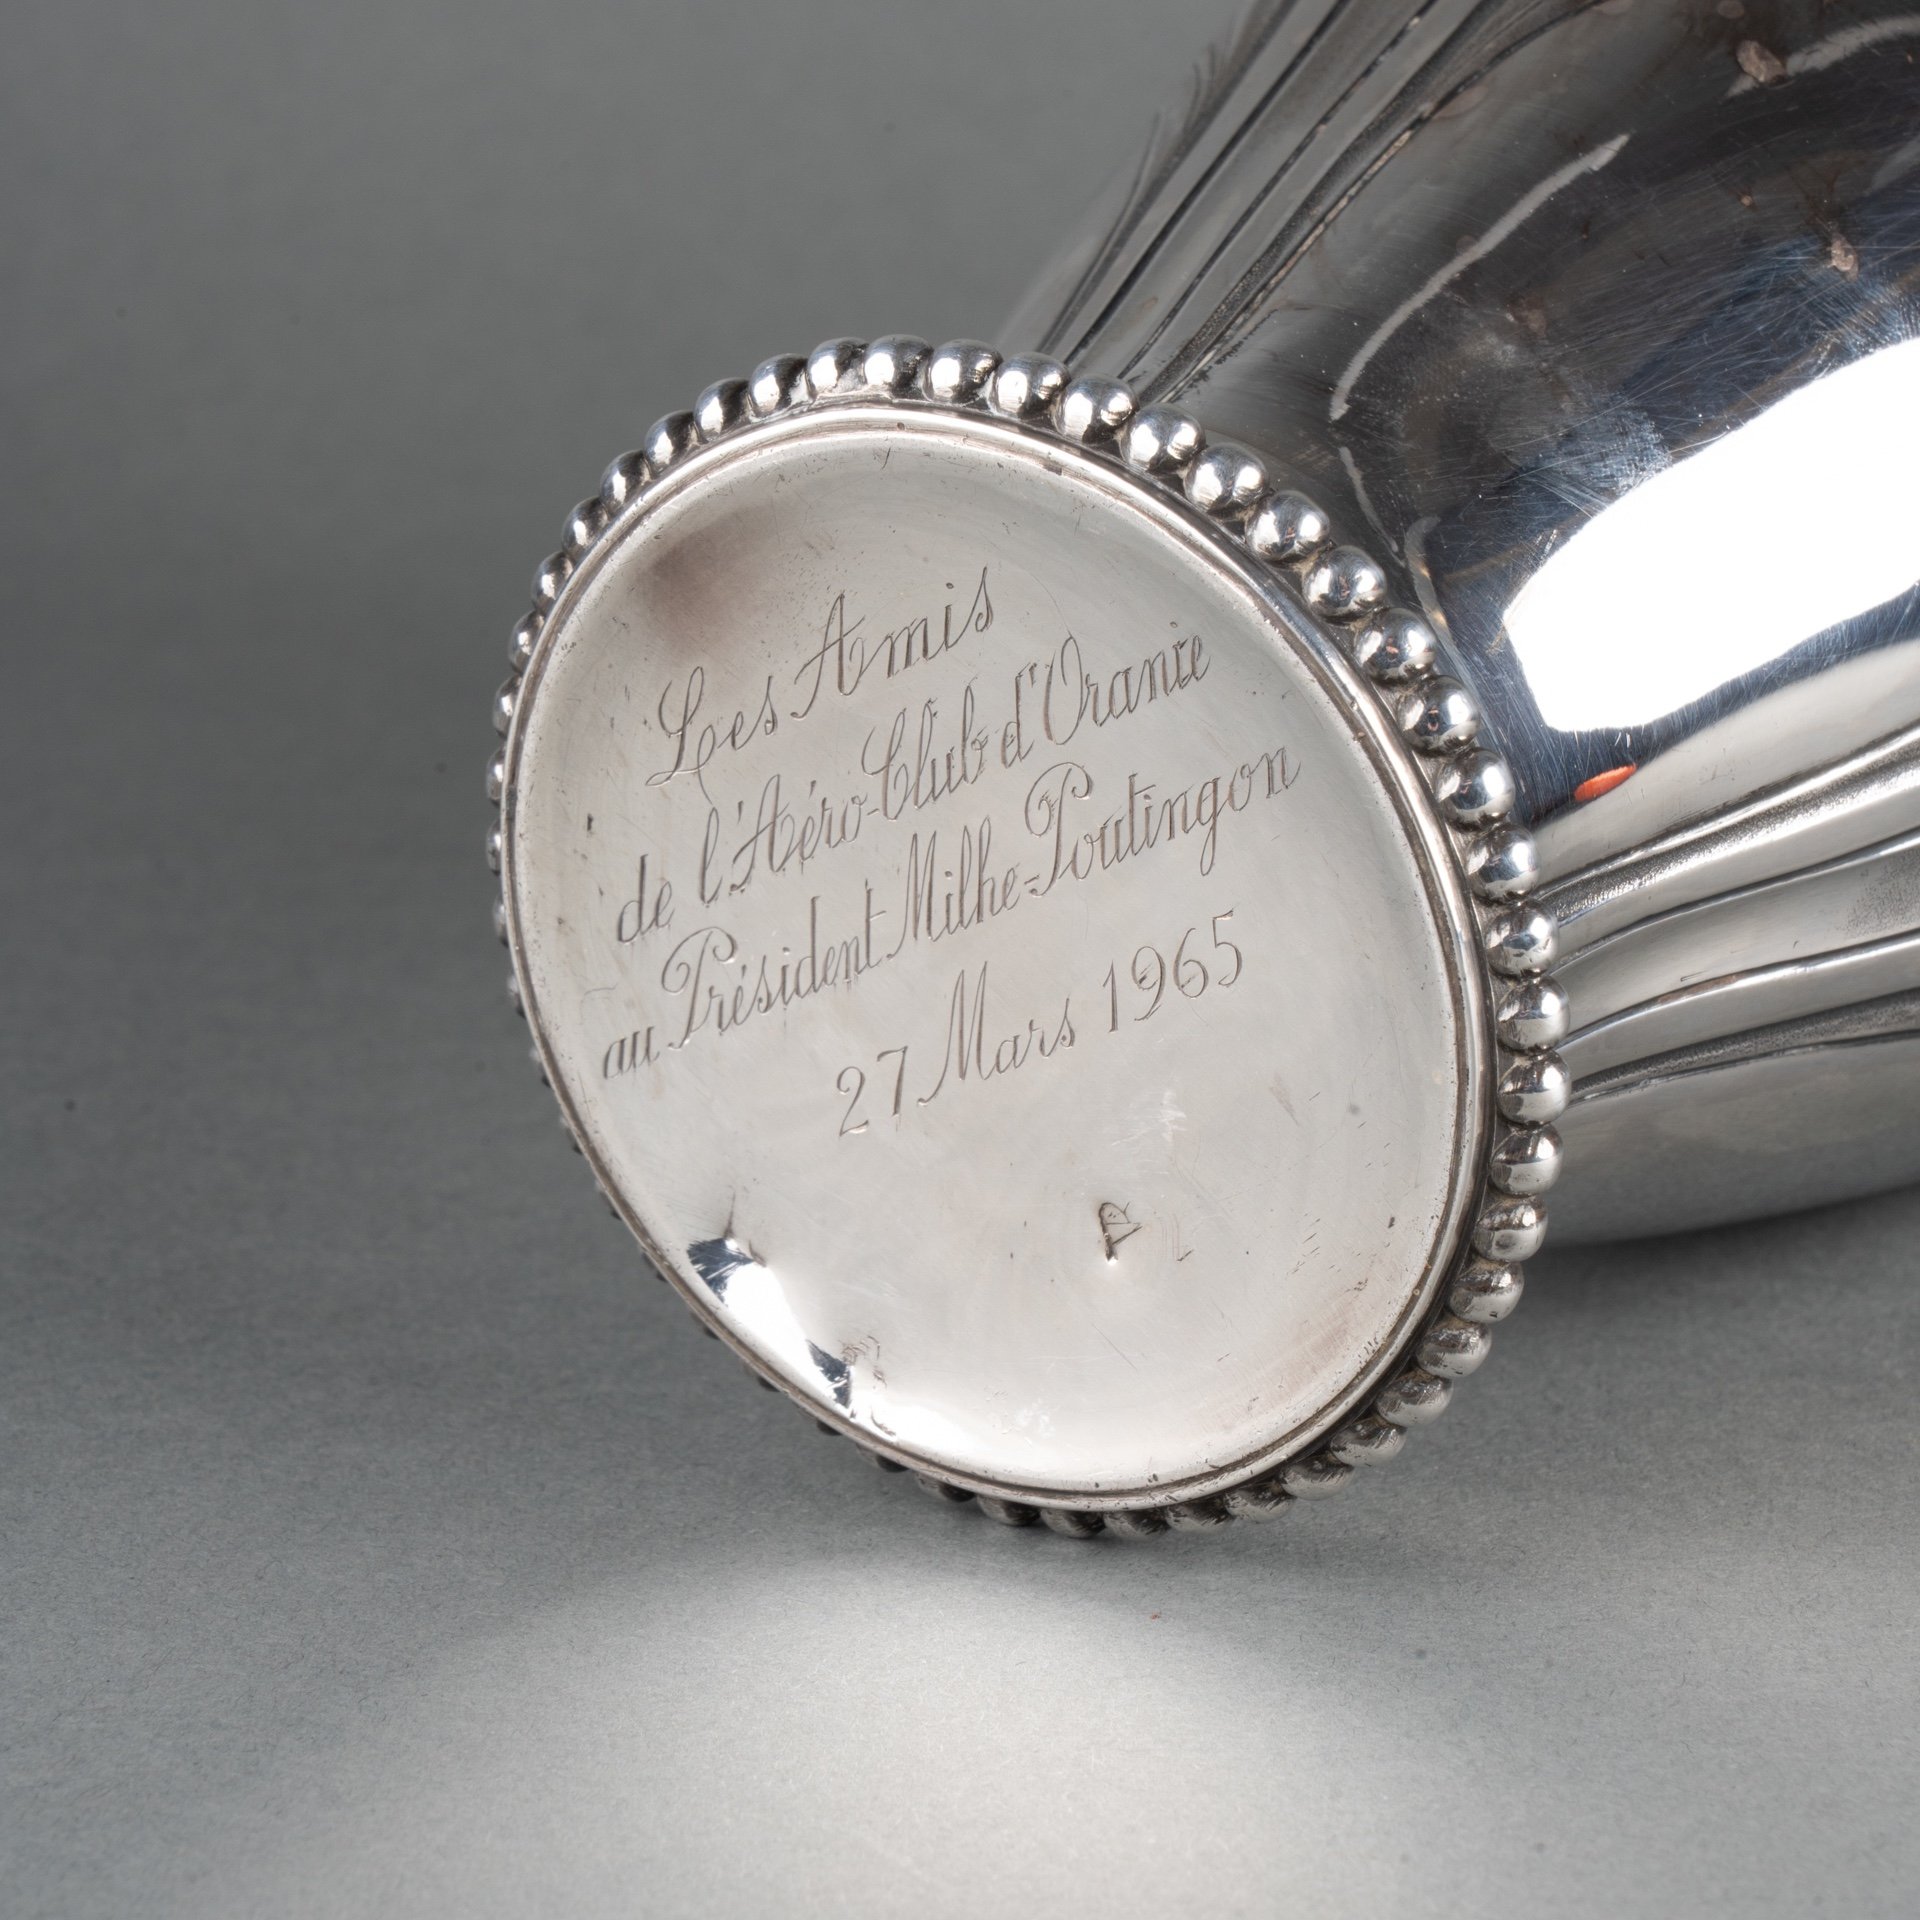 Les Amis
de l'Aéro-Club d'Oranie
au Président Milhe-Poutingon
27 Mars 1965